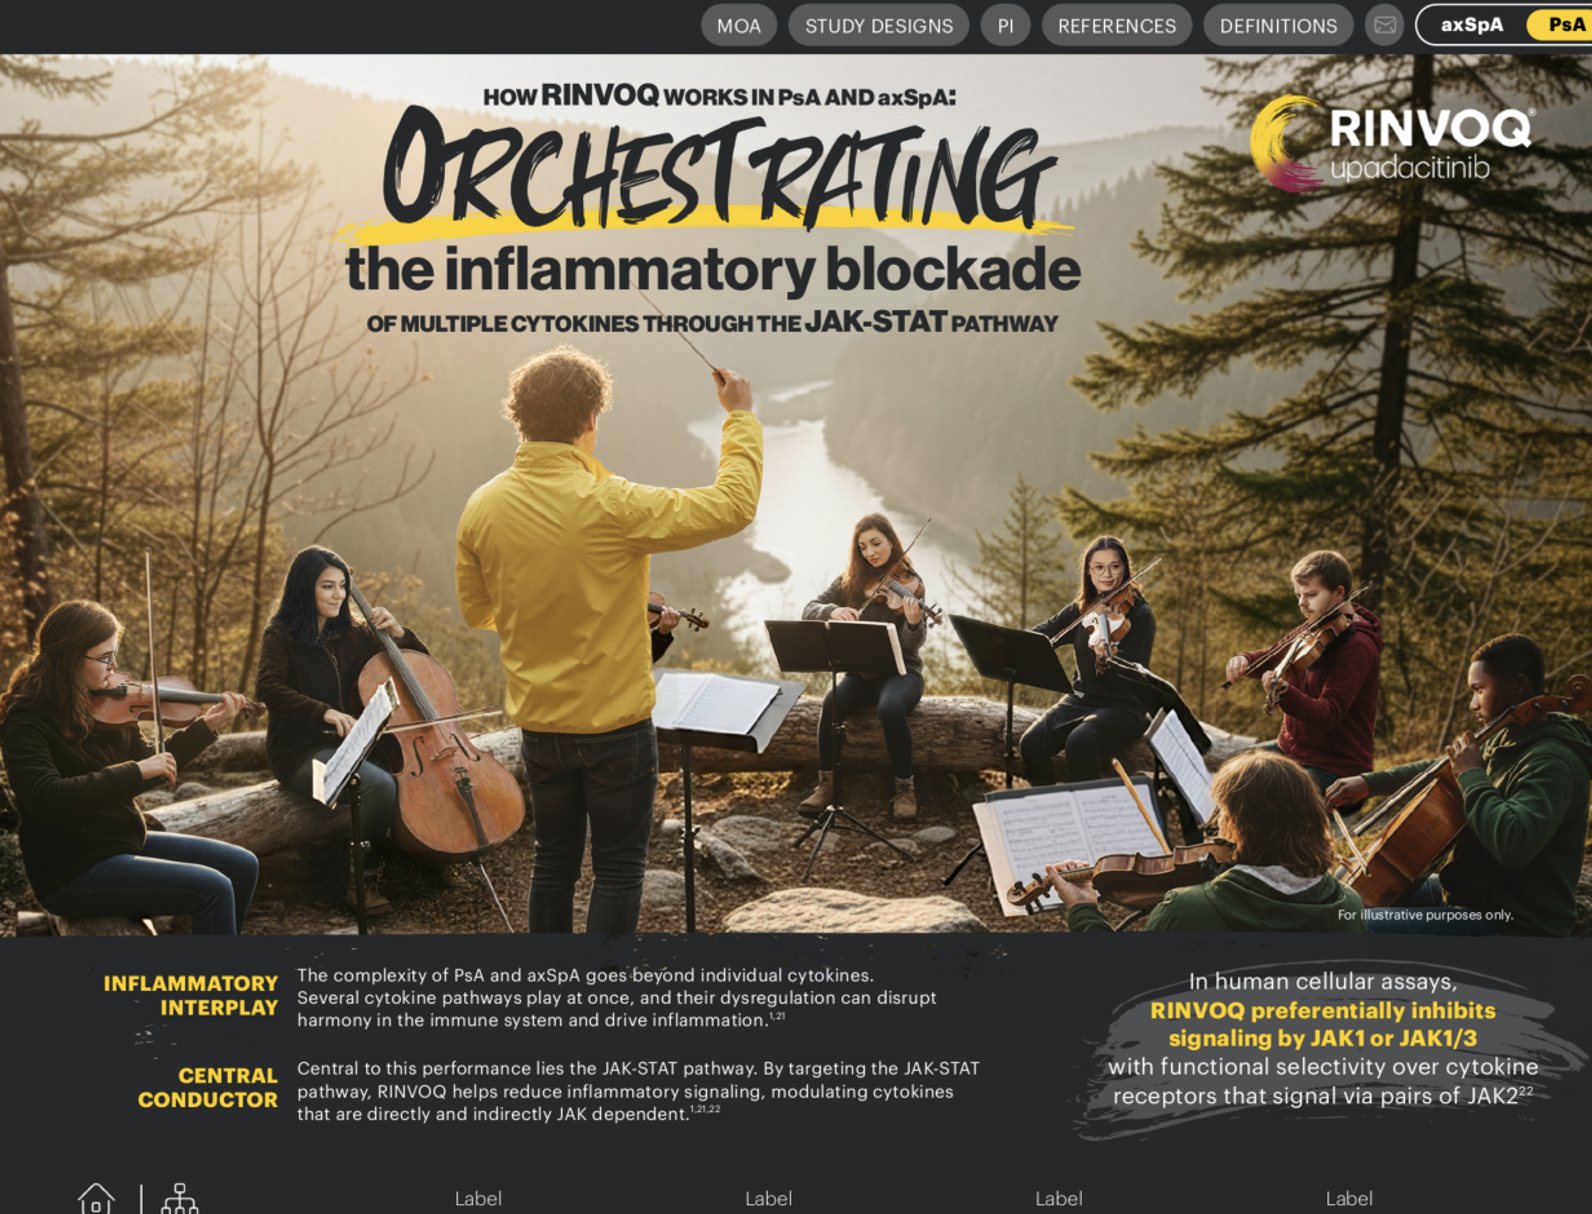 MOA
STUDY DESIGNS
PI
REFERENCES
DEFINITIONS
axSpA
PsA
HOW RINVOQ WORKS IN PsA AND axSpA:
ORCHESTRATING
the inflammatory blockade
OF MULTIPLE CYTOKINES THROUGH THE JAK-STAT PATHWAY
RINVOQ®
upadacitinib
For illustrative purposes only.
INFLAMMATORY
INTERPLAY
The complexity of PsA and axSpA goes beyond individual cytokines.
Several cytokine pathways play at once, and their dysregulation can disrupt
harmony in the immune system and drive inflammation.1,21
CENTRAL
CONDUCTOR
Central to this performance lies the JAK-STAT pathway. By targeting the JAK-STAT
pathway, RINVOQ helps reduce inflammatory signaling, modulating cytokines
that are directly and indirectly JAK dependent.1,21,22
In human cellular assays,
RINVOQ preferentially inhibits
signaling by JAK1 or JAK1/3
with functional selectivity over cytokine
receptors that signal via pairs of JAK222
Label
Label
Label
Label